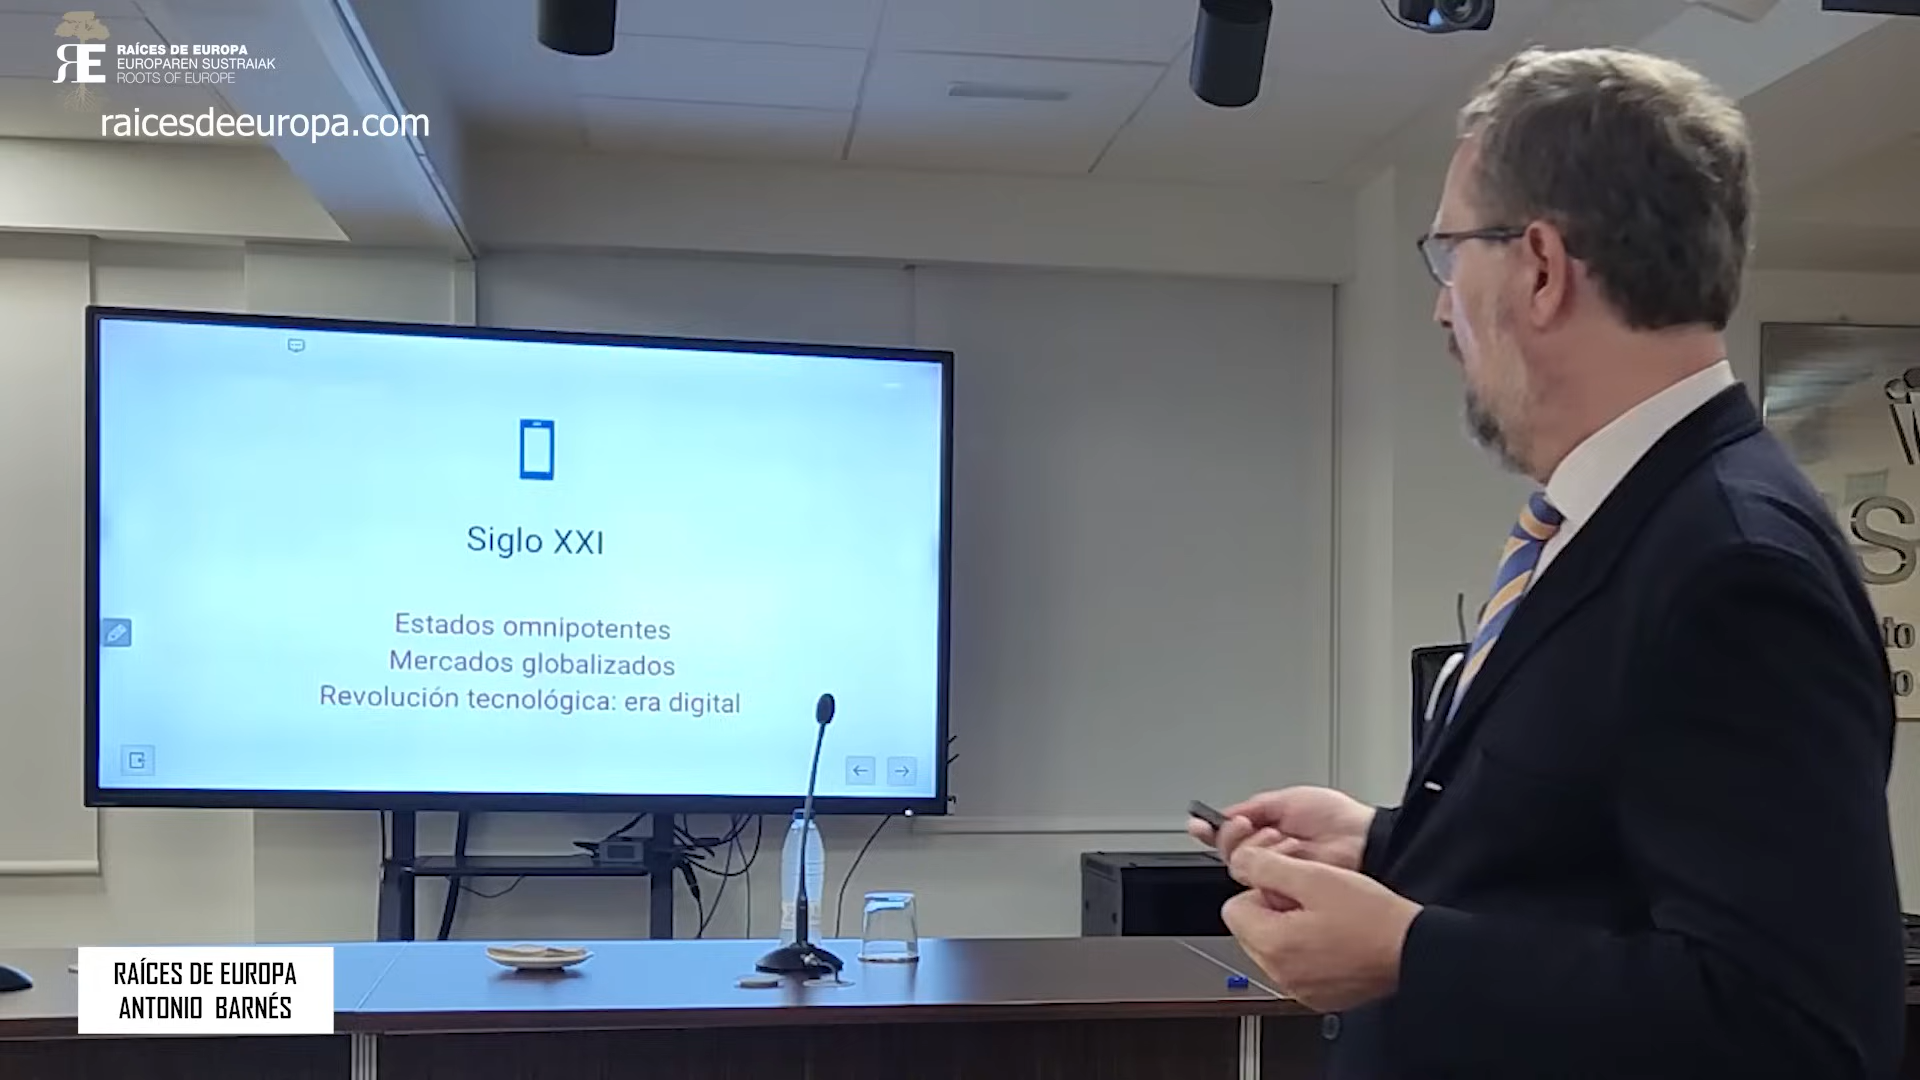 RAÍCES DE EUROPA
EUROPAREN SUSTRAIAK
ROOTS OF EUROPE
raicesdeeuropa.com
Siglo XXI
Estados omnipotentes
Mercados globalizados
Revolución tecnológica: era digital
RAÍCES DE EUROPA
ANTONIO BARNÉS